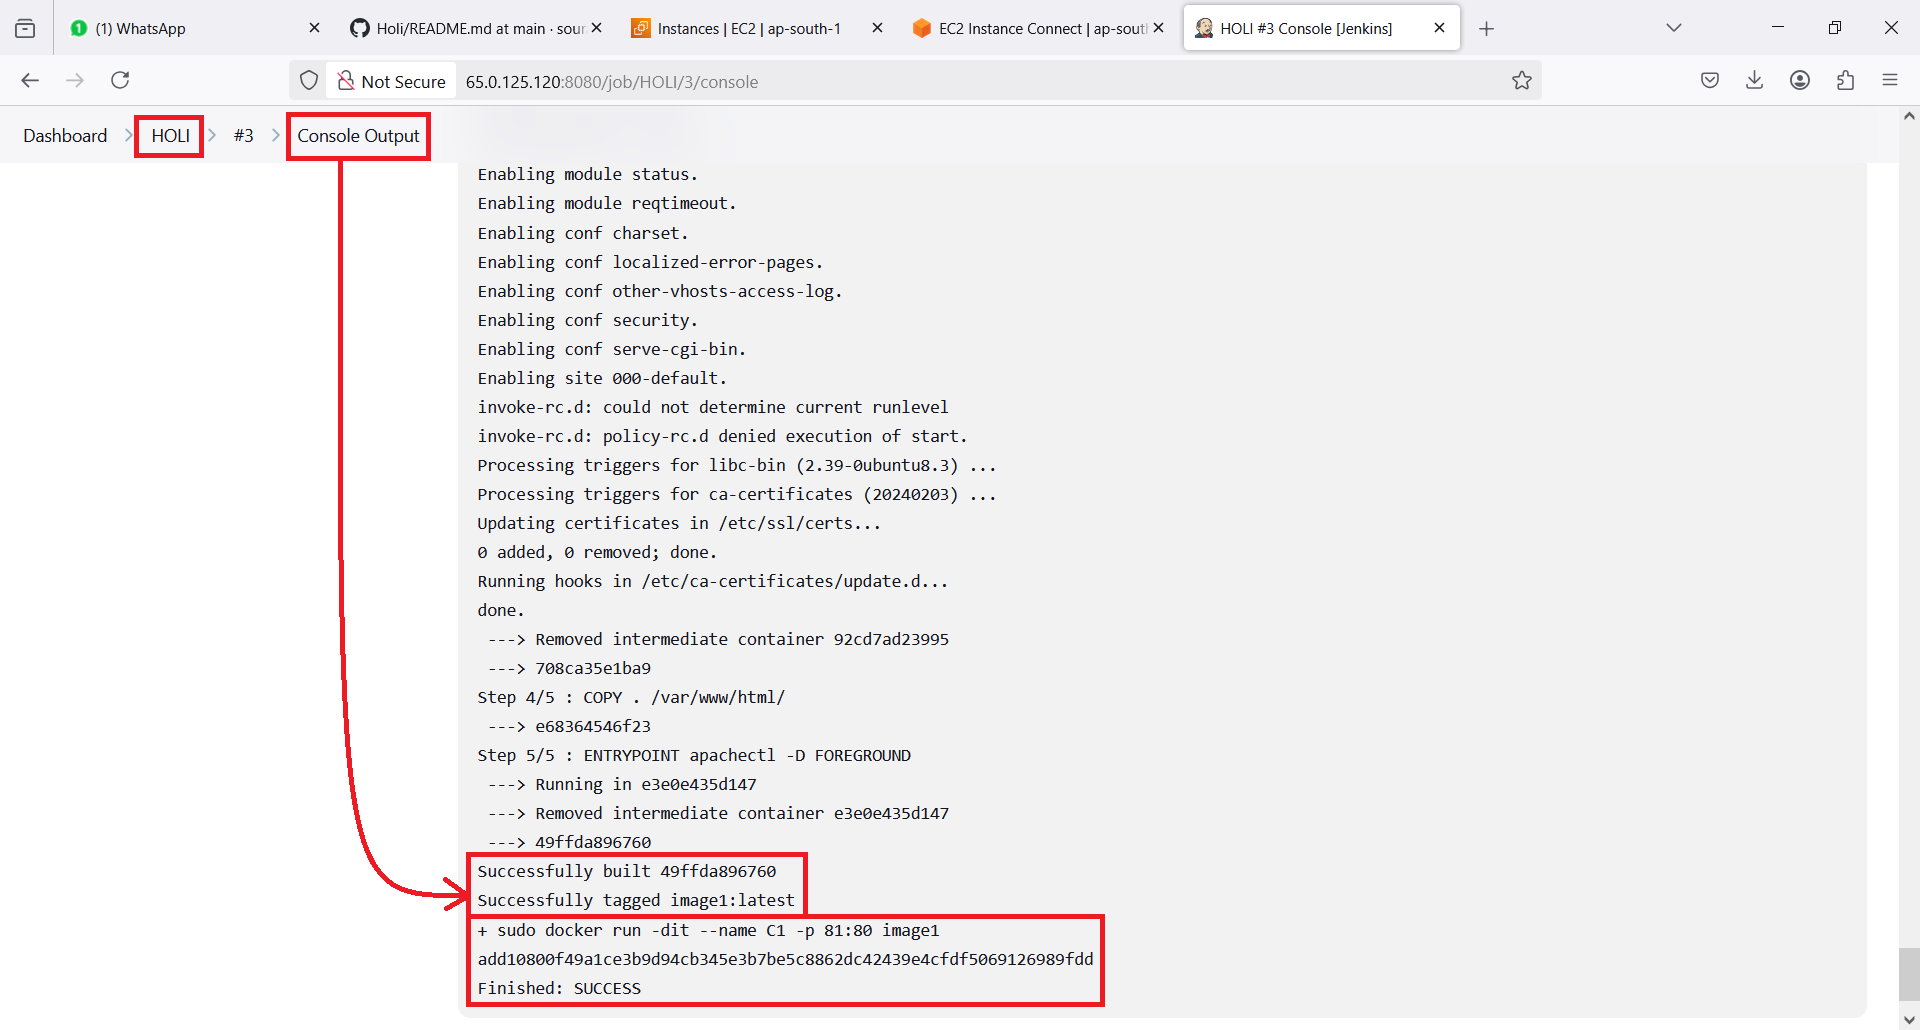 (1) WhatsApp
Holi/README.md at main · sour
Instances | EC2 | ap-south-1
EC2 Instance Connect | ap-sout
HOLI #3 Console [Jenkins]
Not Secure
65.0.125.120:8080/job/HOLI/3/console
Dashboard
HOLI
#3
Console Output
Enabling module status.
Enabling module reqtimeout.
Enabling conf charset.
Enabling conf localized-error-pages.
Enabling conf other-vhosts-access-log.
Enabling conf security.
Enabling conf serve-cgi-bin.
Enabling site 000-default.
invoke-rc.d: could not determine current runlevel
invoke-rc.d: policy-rc.d denied execution of start.
Processing triggers for libc-bin (2.39-0ubuntu8.3) ...
Processing triggers for ca-certificates (20240203) ...
Updating certificates in /etc/ssl/certs...
0 added, 0 removed; done.
Running hooks in /etc/ca-certificates/update.d...
done.
---> Removed intermediate container 92cd7ad23995
---> 708ca35e1ba9
Step 4/5 : COPY . /var/www/html/
---> e68364546f23
Step 5/5 : ENTRYPOINT apachectl -D FOREGROUND
---> Running in e3e0e435d147
---> Removed intermediate container e3e0e435d147
---> 49ffda896760
Successfully built 49ffda896760
Successfully tagged image1:latest
+ sudo docker run -dit --name C1 -p 81:80 image1
add10800f49a1ce3b9d94cb345e3b7be5c8862dc42439e4cfdf5069126989fdd
Finished: SUCCESS